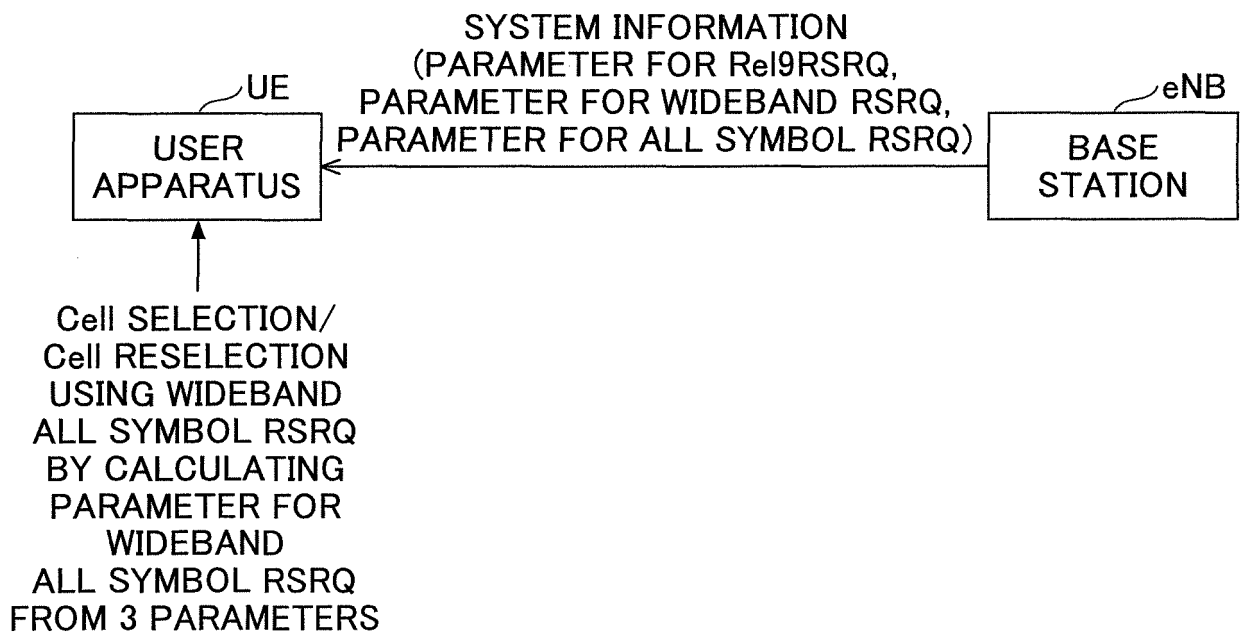 SYSTEM INFORMATION
(PARAMETER FOR Rel9RSRQ,
PARAMETER FOR WIDEBAND RSRQ,
PARAMETER FOR ALL SYMBOL RSRQ)
UE
USER
APPARATUS
eNB
BASE
STATION
Cell SELECTION/
Cell RESELECTION
USING WIDEBAND
ALL SYMBOL RSRQ
BY CALCULATING
PARAMETER FOR
WIDEBAND
ALL SYMBOL RSRQ
FROM 3 PARAMETERS